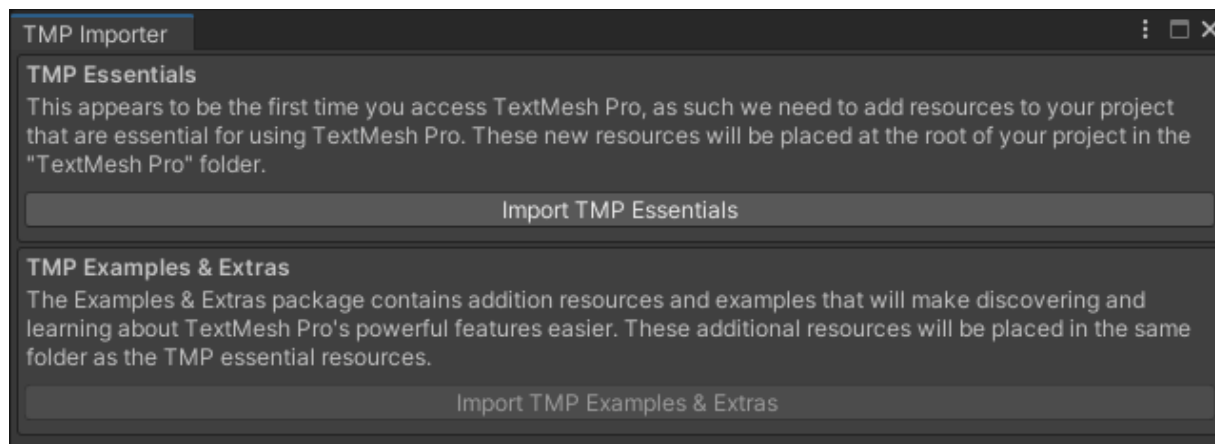 TMP Importer
TMP Essentials
This appears to be the first time you access TextMesh Pro, as such we need to add resources to your project
that are essential for using TextMesh Pro. These new resources will be placed at the root of your project in the
"TextMesh Pro" folder.
Import TMP Essentials
TMP Examples & Extras
The Examples & Extras package contains addition resources and examples that will make discovering and
learning about TextMesh Pro's powerful features easier. These additional resources will be placed in the same
folder as the TMP essential resources.
Import TMP Examples & Extras